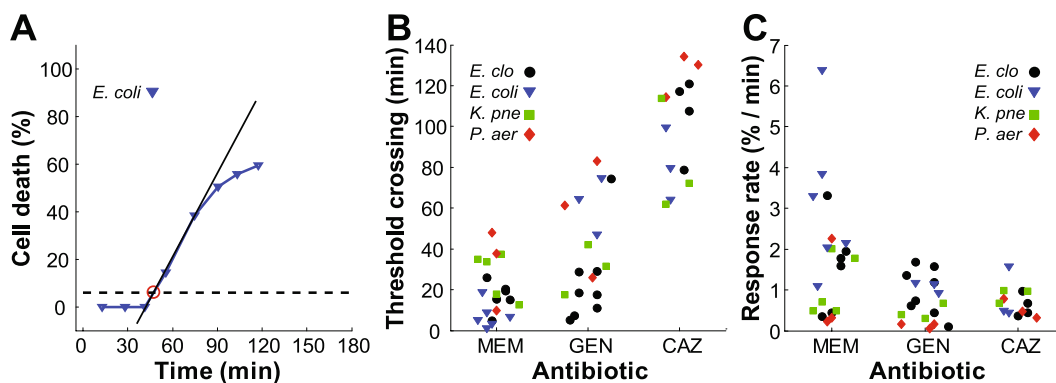 A
100
80
60
40
20
0
E. coli
Cell death (%)
0 30 60 90 120 150 180
Time (min)
B
140
120
100
80
60
40
20
0
E. clo
E. coli
K. pne
P. aer
Threshold crossing (min)
MEM GEN CAZ
Antibiotic
C
7
6
5
4
3
2
1
0
E. clo
E. coli
K. pne
P. aer
Response rate (% / min)
MEM GEN CAZ
Antibiotic